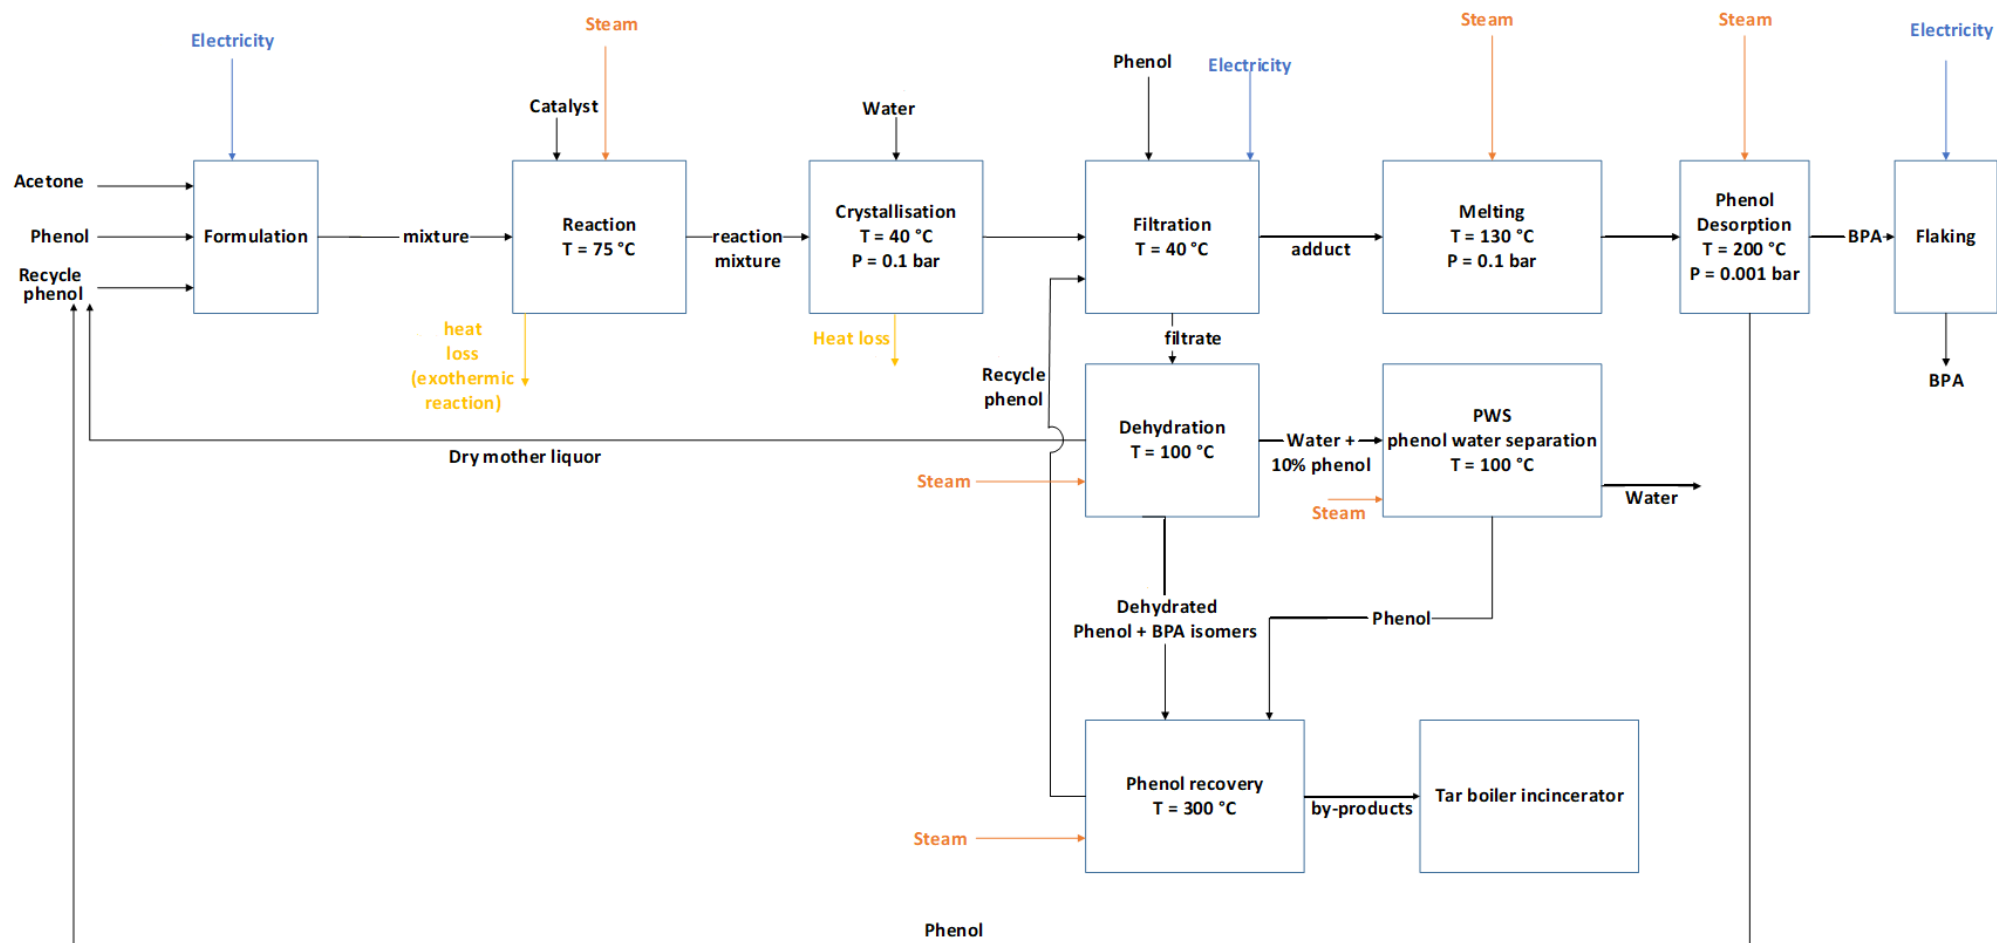 Electricity
Steam
Steam
Steam
Electricity
Phenol
Electricity
Catalyst
Water
Acetone
Phenol
Recycle
phenol
Formulation
mixture
Reaction
T = 75 °C
reaction
mixture
Crystallisation
T = 40 °C
P = 0.1 bar
Filtration
T = 40 °C
adduct
Melting
T = 130 °C
P = 0.1 bar
Phenol
Desorption
T = 200 °C
P = 0.001 bar
BPA
Flaking
heat
loss
(exothermic
reaction)
Heat loss
filtrate
BPA
Recycle
phenol
Dehydration
T = 100 °C
Water +
10% phenol
PWS
phenol water separation
T = 100 °C
Dry mother liquor
Steam
Steam
Water
Dehydrated
Phenol + BPA isomers
Phenol
Phenol recovery
T = 300 °C
by-products
Tar boiler incincerator
Steam
Phenol